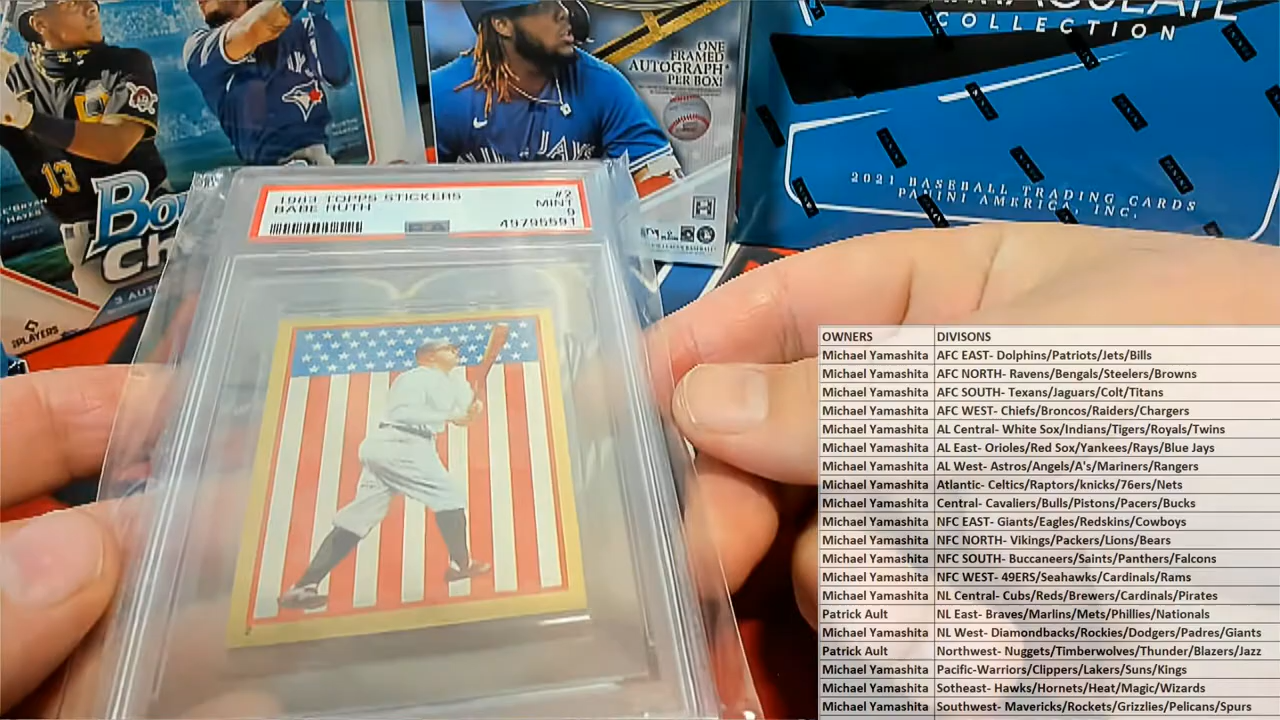 COLLECTION
ONE
FRAMED
AUTOGRAPH*
PER BOX!
13
2021 BASEBALL TRADING CARDS
PANINI AMERICA, INC.
1983 TOPPS STICKERS #2
BABE RUTH MINT
9
45795591
PSA
3 AUT
PLAYERS
OWNERS DIVISONS
Michael Yamashita AFC EAST- Dolphins/Patriots/Jets/Bills
Michael Yamashita AFC NORTH- Ravens/Bengals/Steelers/Browns
Michael Yamashita AFC SOUTH- Texans/Jaguars/Colt/Titans
Michael Yamashita AFC WEST- Chiefs/Broncos/Raiders/Chargers
Michael Yamashita AL Central- White Sox/Indians/Tigers/Royals/Twins
Michael Yamashita AL East- Orioles/Red Sox/Yankees/Rays/Blue Jays
Michael Yamashita AL West- Astros/Angels/A's/Mariners/Rangers
Michael Yamashita Atlantic- Celtics/Raptors/knicks/76ers/Nets
Michael Yamashita Central- Cavaliers/Bulls/Pistons/Pacers/Bucks
Michael Yamashita NFC EAST- Giants/Eagles/Redskins/Cowboys
Michael Yamashita NFC NORTH- Vikings/Packers/Lions/Bears
Michael Yamashita NFC SOUTH- Buccaneers/Saints/Panthers/Falcons
Michael Yamashita NFC WEST- 49ERS/Seahawks/Cardinals/Rams
Michael Yamashita NL Central- Cubs/Reds/Brewers/Cardinals/Pirates
Patrick Ault NL East- Braves/Marlins/Mets/Phillies/Nationals
Michael Yamashita NL West- Diamondbacks/Rockies/Dodgers/Padres/Giants
Patrick Ault Northwest- Nuggets/Timberwolves/Thunder/Blazers/Jazz
Michael Yamashita Pacific-Warriors/Clippers/Lakers/Suns/Kings
Michael Yamashita Sotheast- Hawks/Hornets/Heat/Magic/Wizards
Michael Yamashita Southwest- Mavericks/Rockets/Grizzlies/Pelicans/Spurs